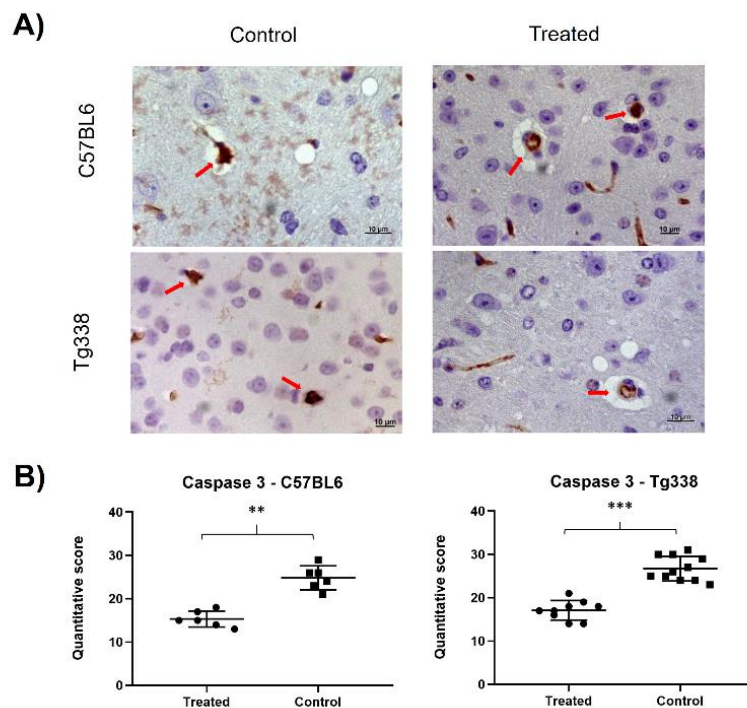 A)
Control
Treated
C57BL6
10 µm
10 µm
Tg338
10 µm
10 µm
B)
Caspase 3 - C57BL6
Caspase 3 - Tg338
**
***
Quantitative score
40
30
20
10
0
Treated
Control
Quantitative score
40
30
20
10
0
Treated
Control